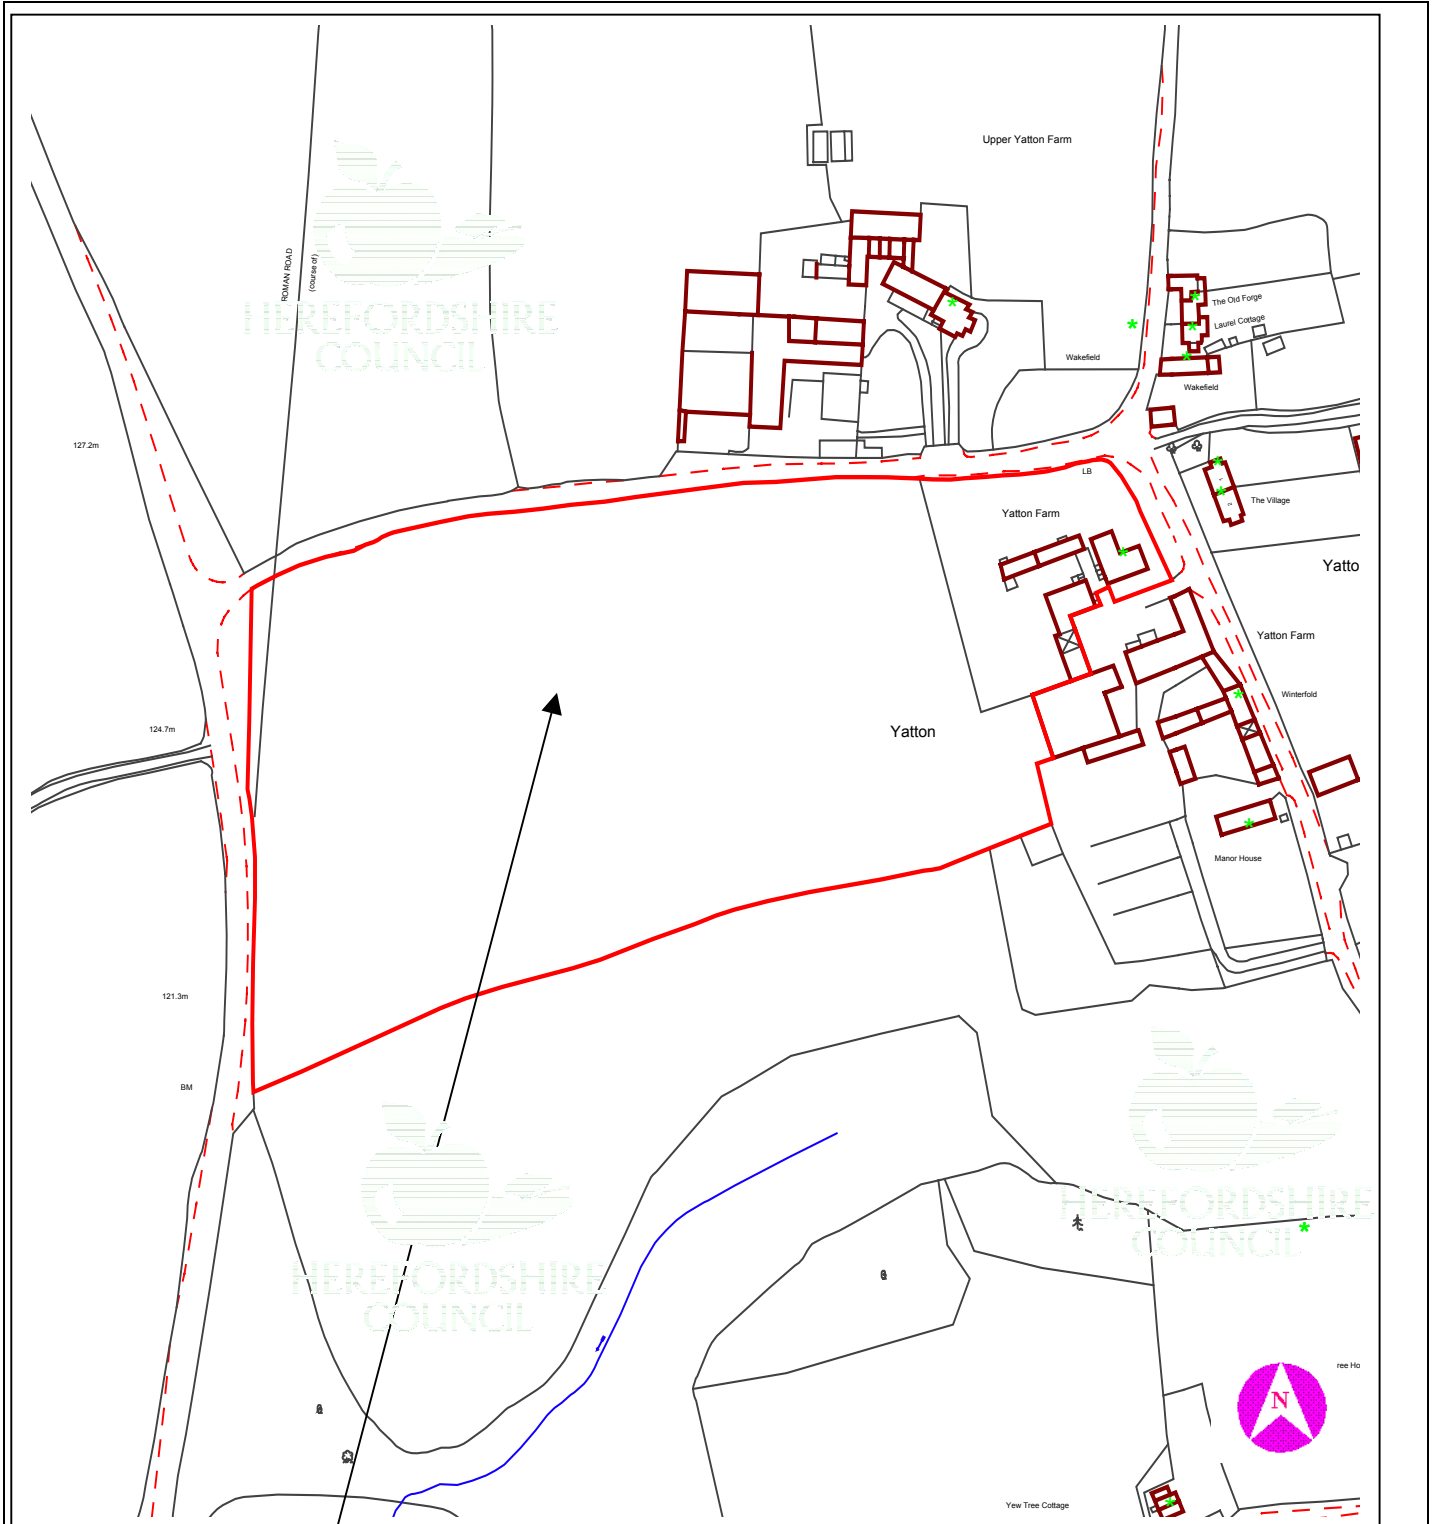 Upper Yatton Farm
ROMAN ROAD
(course of)
HEREFORDSHIRE
COUNCIL
The Old Forge
Laurel Cottage
Wakefield
Wakefield
127.2m
LB
1
2
The Village
Yatton Farm
Yatto
Yatton Farm
Winterfold
124.7m
Yatton
Manor House
121.3m
BM
HEREFORDSHIRE
COUNCIL
HEREFORDSHIRE
COUNCIL
ree Ho
N
Yew Tree Cottage